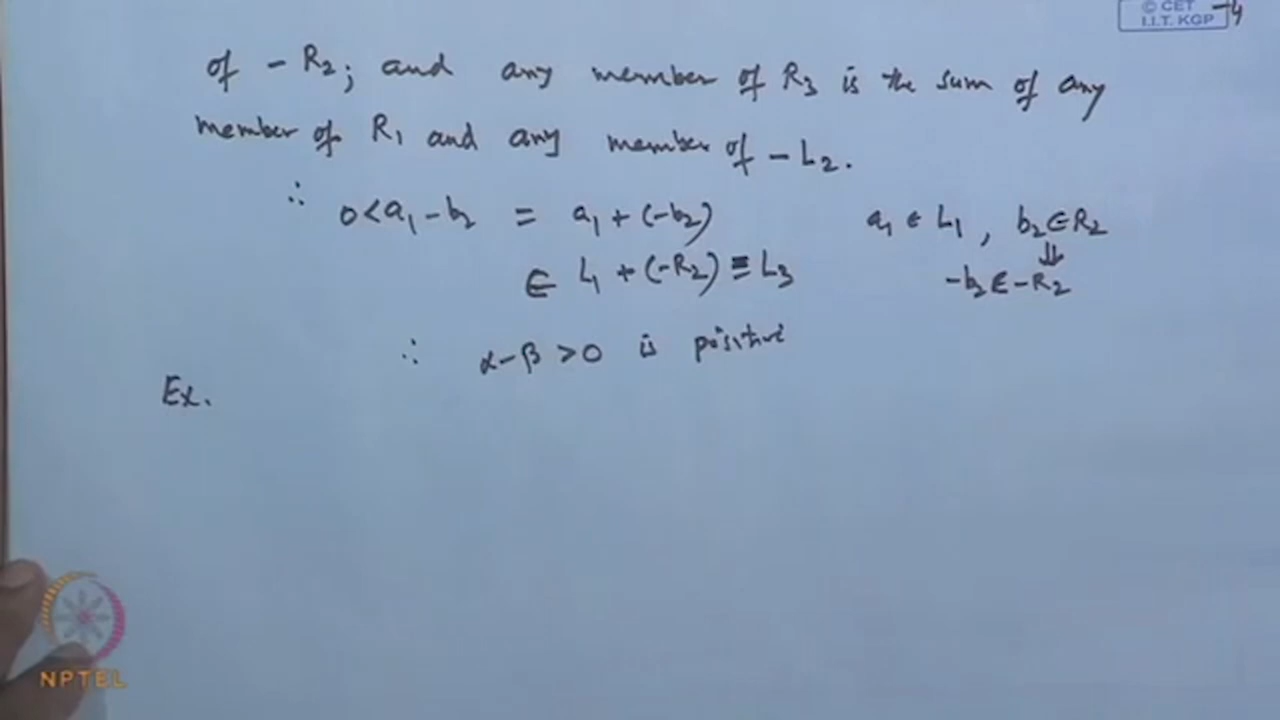 © CET
I.I.T. KGP -4
of - R₂; and any member of R₃ is the sum of any
member of R₁ and any member of - L₂.
∴ 0 < a₁ - b₂ = a₁ + (-b₂) a₁ ∈ L₁, b₂ ∈ R₂
⇓
∈ L₁ + (-R₂) ≡ L₃ -b₂ ∈ -R₂
∴ α - β > 0 is positive
Ex.
NPTEL